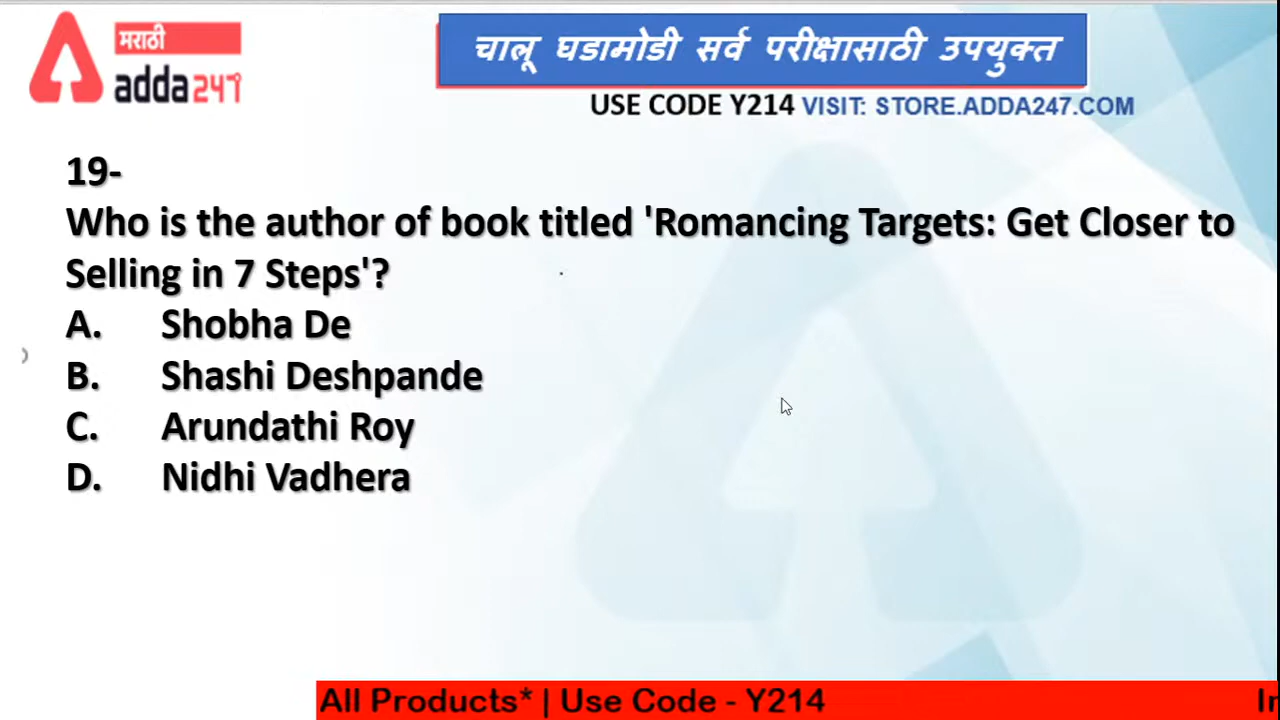 मराठी
adda247
चालू घडामोडी सर्व परीक्षासाठी उपयुक्त
USE CODE Y214 VISIT: STORE.ADDA247.COM
19-
Who is the author of book titled 'Romancing Targets: Get Closer to
Selling in 7 Steps'?
A. Shobha De
B. Shashi Deshpande
C. Arundathi Roy
D. Nidhi Vadhera
All Products* | Use Code - Y214